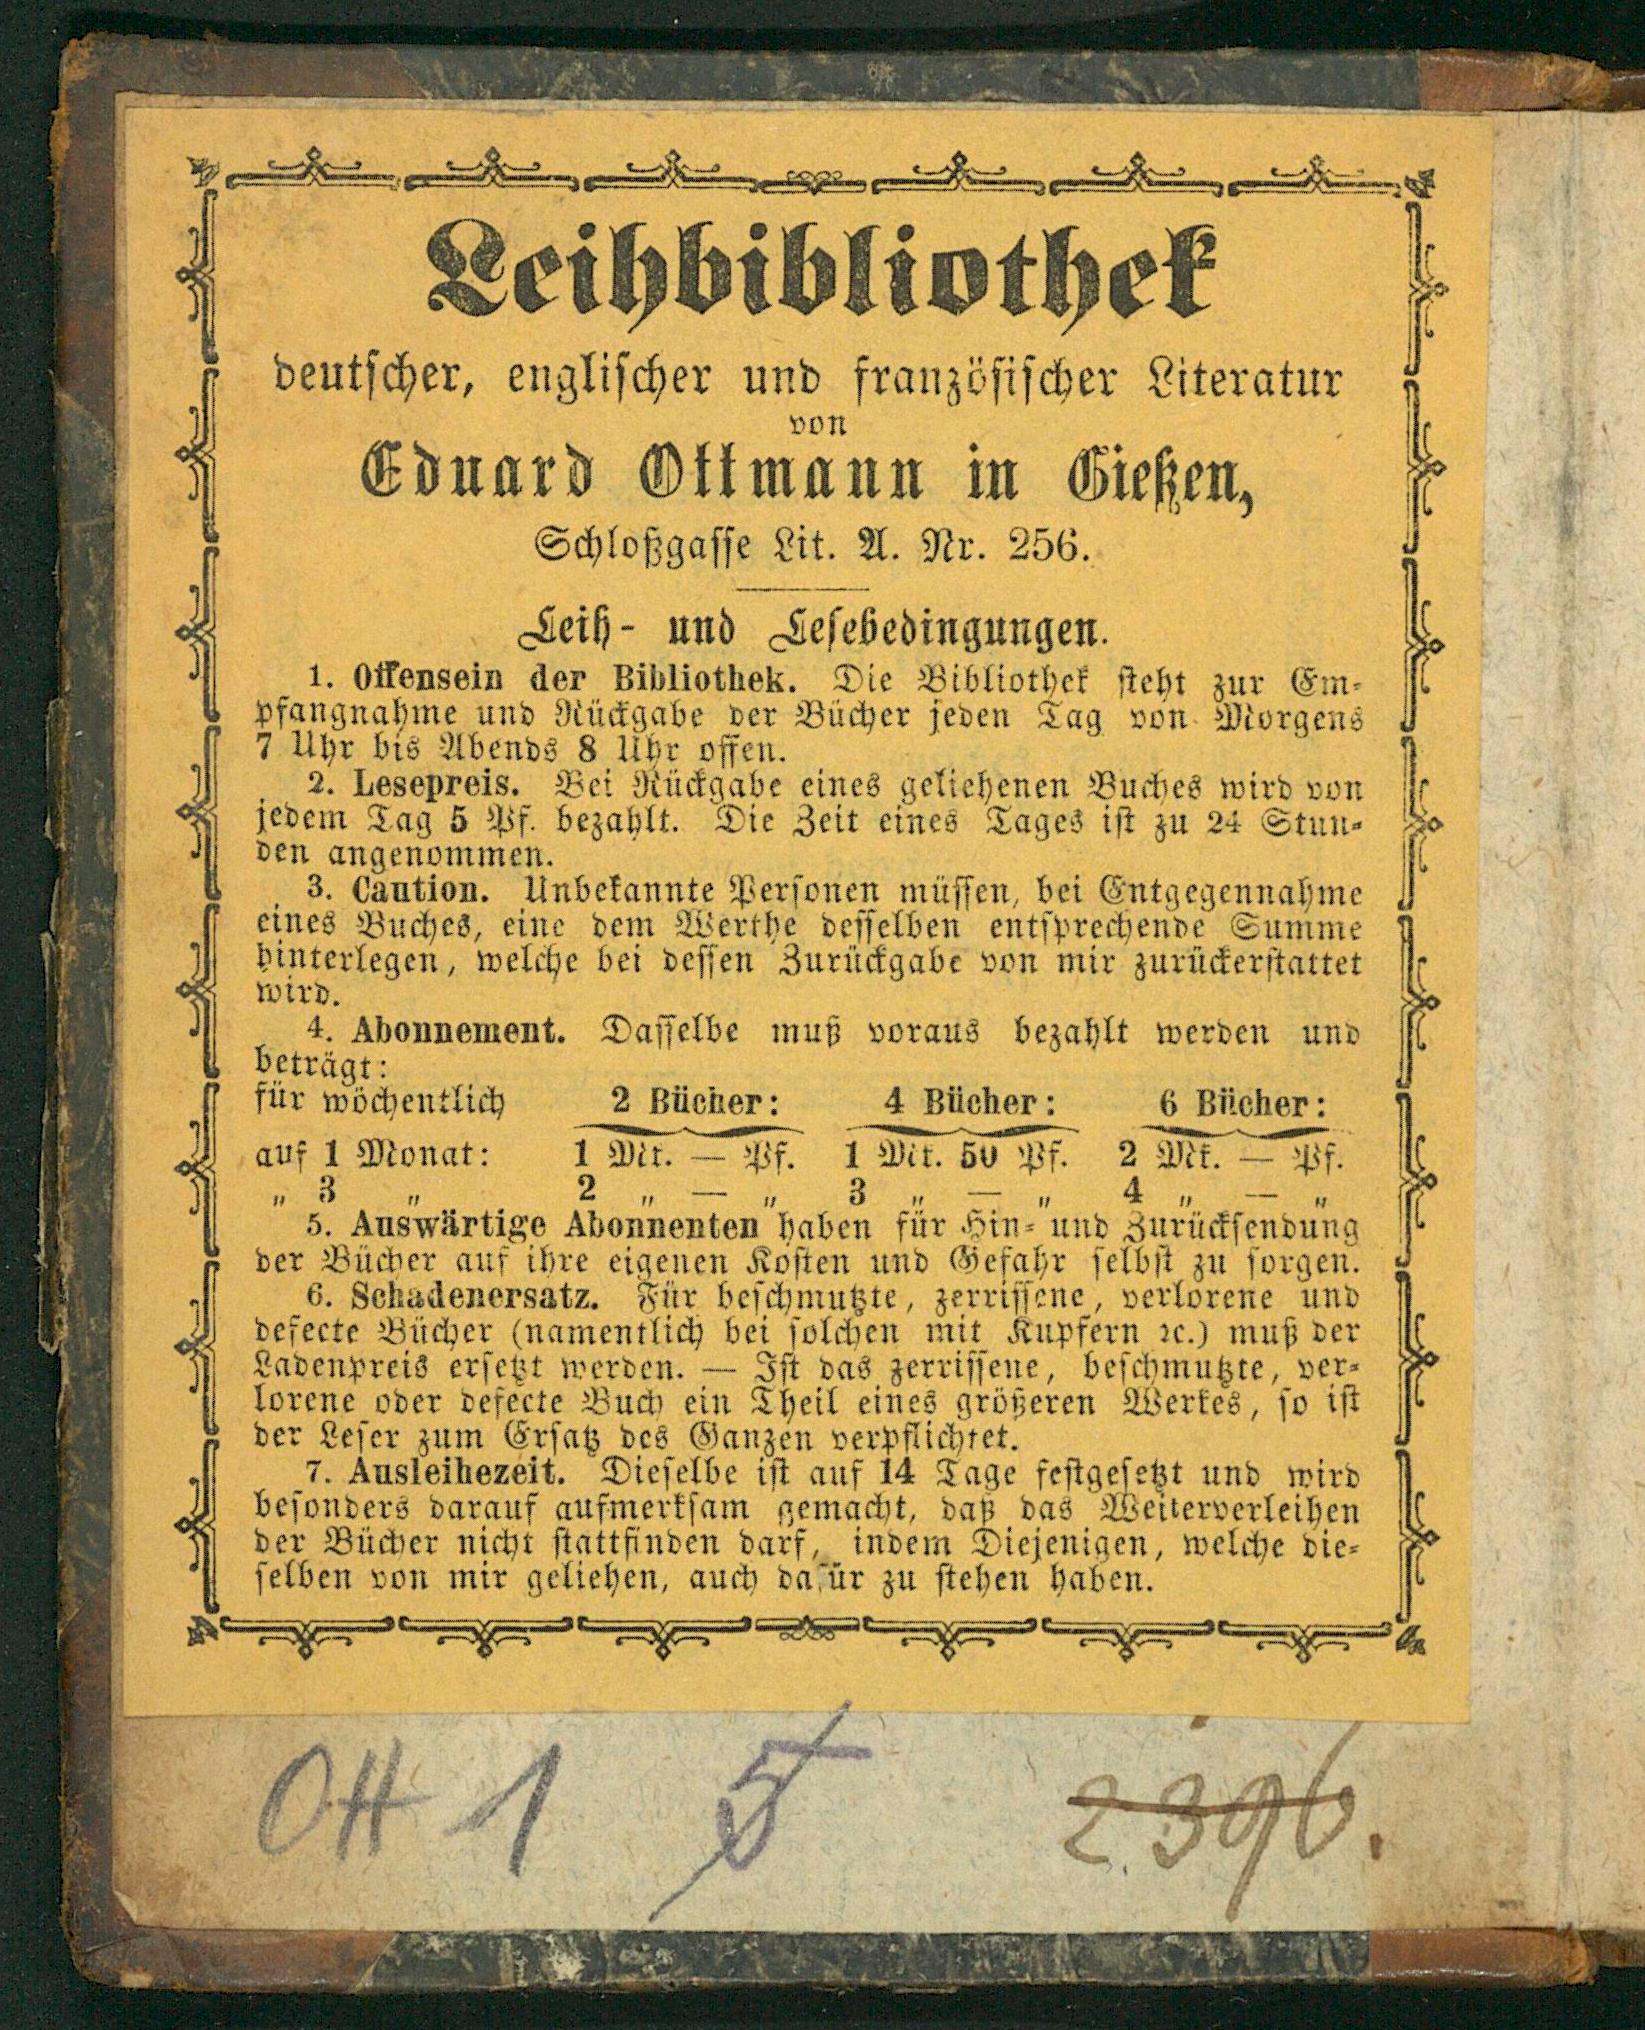 Leihbibliothek
deutscher, englischer und französischer Literatur
von
Eduard Ottmann in Gießen,
Schloßgasse Lit. A. Nr. 256.
Leih- und Lesebedingungen.
1. Offensein der Bibliothek. Die Bibliothek steht zur Em-
pfangnahme und Rückgabe der Bücher jeden Tag von Morgens
7 Uhr bis Abends 8 Uhr offen.
2. Lesepreis. Bei Rückgabe eines geliehenen Buches wird von
jedem Tag 5 Pf. bezahlt. Die Zeit eines Tages ist zu 24 Stun-
den angenommen.
3. Caution. Unbekannte Personen müssen, bei Entgegennahme
eines Buches, eine dem Werthe desselben entsprechende Summe
hinterlegen, welche bei dessen Zurückgabe von mir zurückerstattet
wird.
4. Abonnement. Dasselbe muß voraus bezahlt werden und
beträgt:
für wöchentlich 2 Bücher: 4 Bücher: 6 Bücher:
auf 1 Monat: 1 Mk. — Pf. 1 Mk. 50 Pf. 2 Mk. — Pf.
„ 3 „ 2 „ — „ 3 „ — „ 4 „ — „
5. Auswärtige Abonnenten haben für Hin- und Zurücksendung
der Bücher auf ihre eigenen Kosten und Gefahr selbst zu sorgen.
6. Schadenersatz. Für beschmutzte, zerrissene, verlorene und
defecte Bücher (namentlich bei solchen mit Kupfern ꝛc.) muß der
Ladenpreis ersetzt werden. — Ist das zerrissene, beschmutzte, ver-
lorene oder defecte Buch ein Theil eines größeren Werkes, so ist
der Leser zum Ersatz des Ganzen verpflichtet.
7. Ausleihezeit. Dieselbe ist auf 14 Tage festgesetzt und wird
besonders darauf aufmerksam gemacht, daß das Weiterverleihen
der Bücher nicht stattfinden darf, indem Diejenigen, welche die-
selben von mir geliehen, auch dafür zu stehen haben.
OH 1 5 2396.